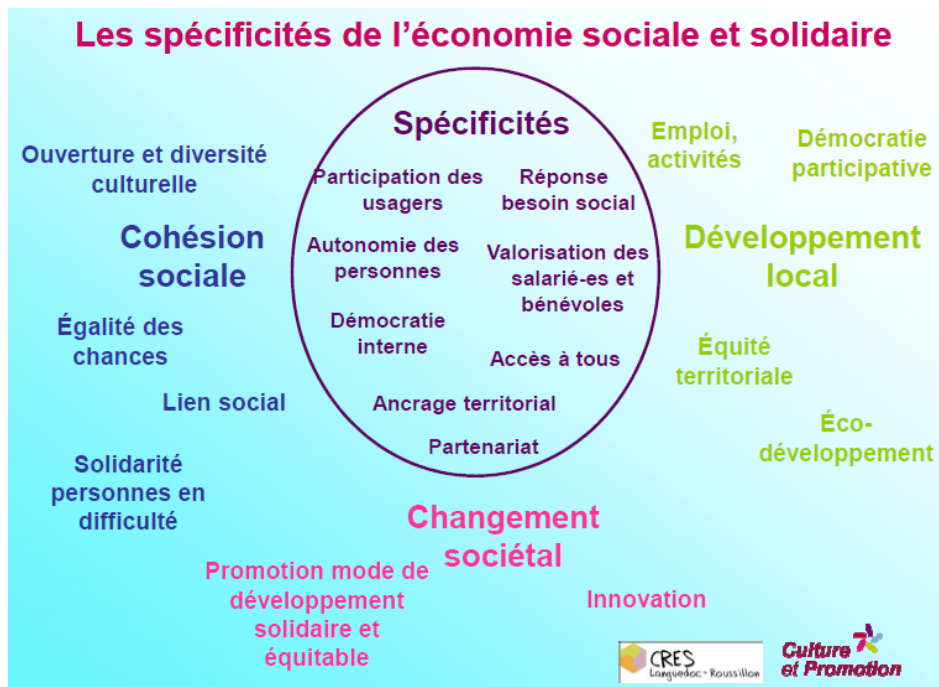 Les spécificités de l'économie sociale et solidaire
Spécificités
Participation des
usagers
Réponse
besoin social
Autonomie des
personnes
Valorisation des
salarié-es et
bénévoles
Démocratie
interne
Accès à tous
Ancrage territorial
Partenariat
Ouverture et diversité
culturelle
Cohésion
sociale
Égalité des
chances
Lien social
Solidarité
personnes en
difficulté
Emploi,
activités
Démocratie
participative
Développement
local
Équité
territoriale
Éco-
développement
Changement
sociétal
Promotion mode de
développement
solidaire et
équitable
Innovation
CRES
Languedoc-Roussillon
Culture
et Promotion